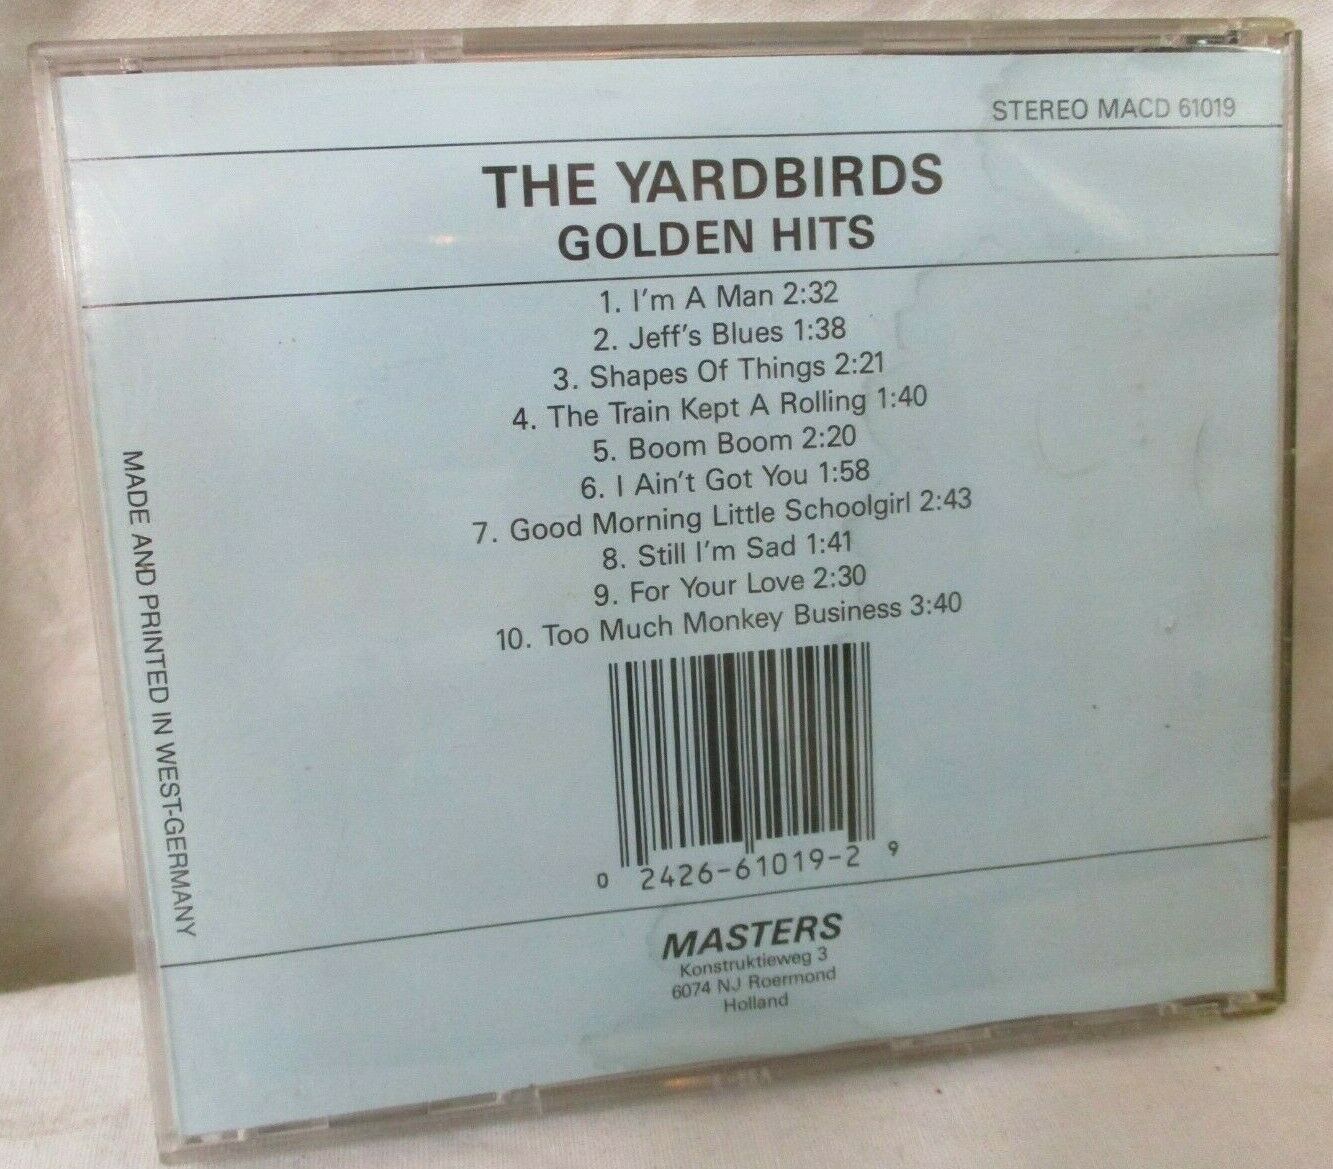 STEREO MACD 61019
THE YARDBIRDS
GOLDEN HITS
1. I'm A Man 2:32
2. Jeff's Blues 1:38
3. Shapes Of Things 2:21
4. The Train Kept A Rolling 1:40
5. Boom Boom 2:20
6. I Ain't Got You 1:58
7. Good Morning Little Schoolgirl 2:43
8. Still I'm Sad 1:41
9. For Your Love 2:30
10. Too Much Monkey Business 3:40
MADE AND PRINTED IN WEST-GERMANY
0 2426-61019-2 9
MASTERS
Konstruktieweg 3
6074 NJ Roermond
Holland